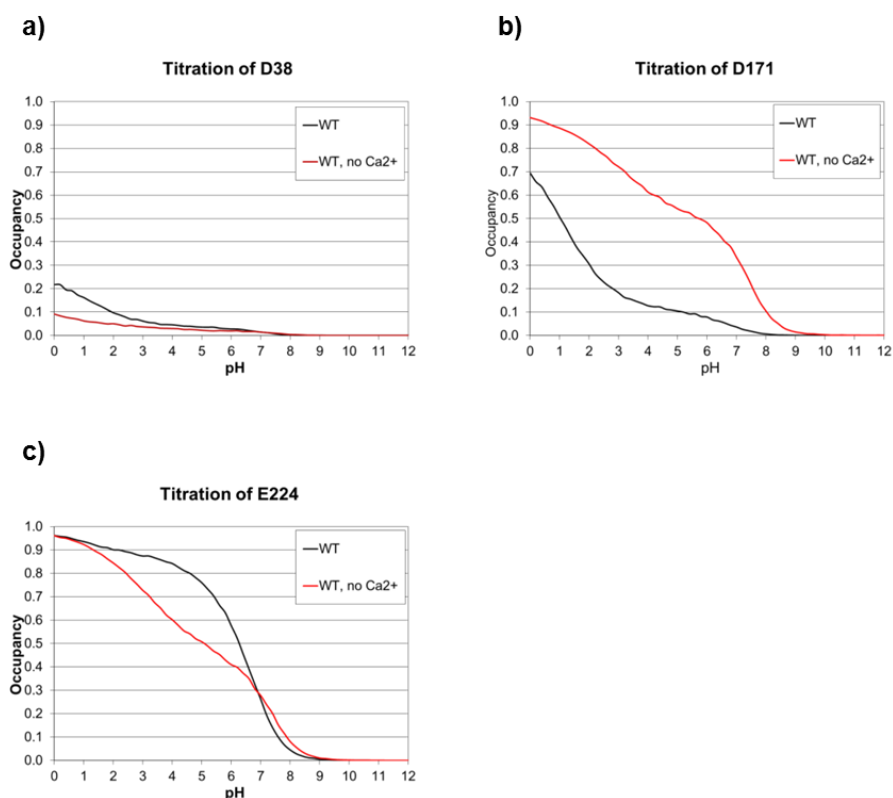 a)
Titration of D38
1.0
0.9
0.8
0.7
0.6
0.5
0.4
0.3
0.2
0.1
0.0
Occupancy
WT
WT, no Ca2+
0 1 2 3 4 5 6 7 8 9 10 11 12
pH
b)
Titration of D171
1.0
0.9
0.8
0.7
0.6
0.5
0.4
0.3
0.2
0.1
0.0
Occupancy
WT
WT, no Ca2+
0 1 2 3 4 5 6 7 8 9 10 11 12
pH
c)
Titration of E224
1.0
0.9
0.8
0.7
0.6
0.5
0.4
0.3
0.2
0.1
0.0
Occupancy
WT
WT, no Ca2+
0 1 2 3 4 5 6 7 8 9 10 11 12
pH